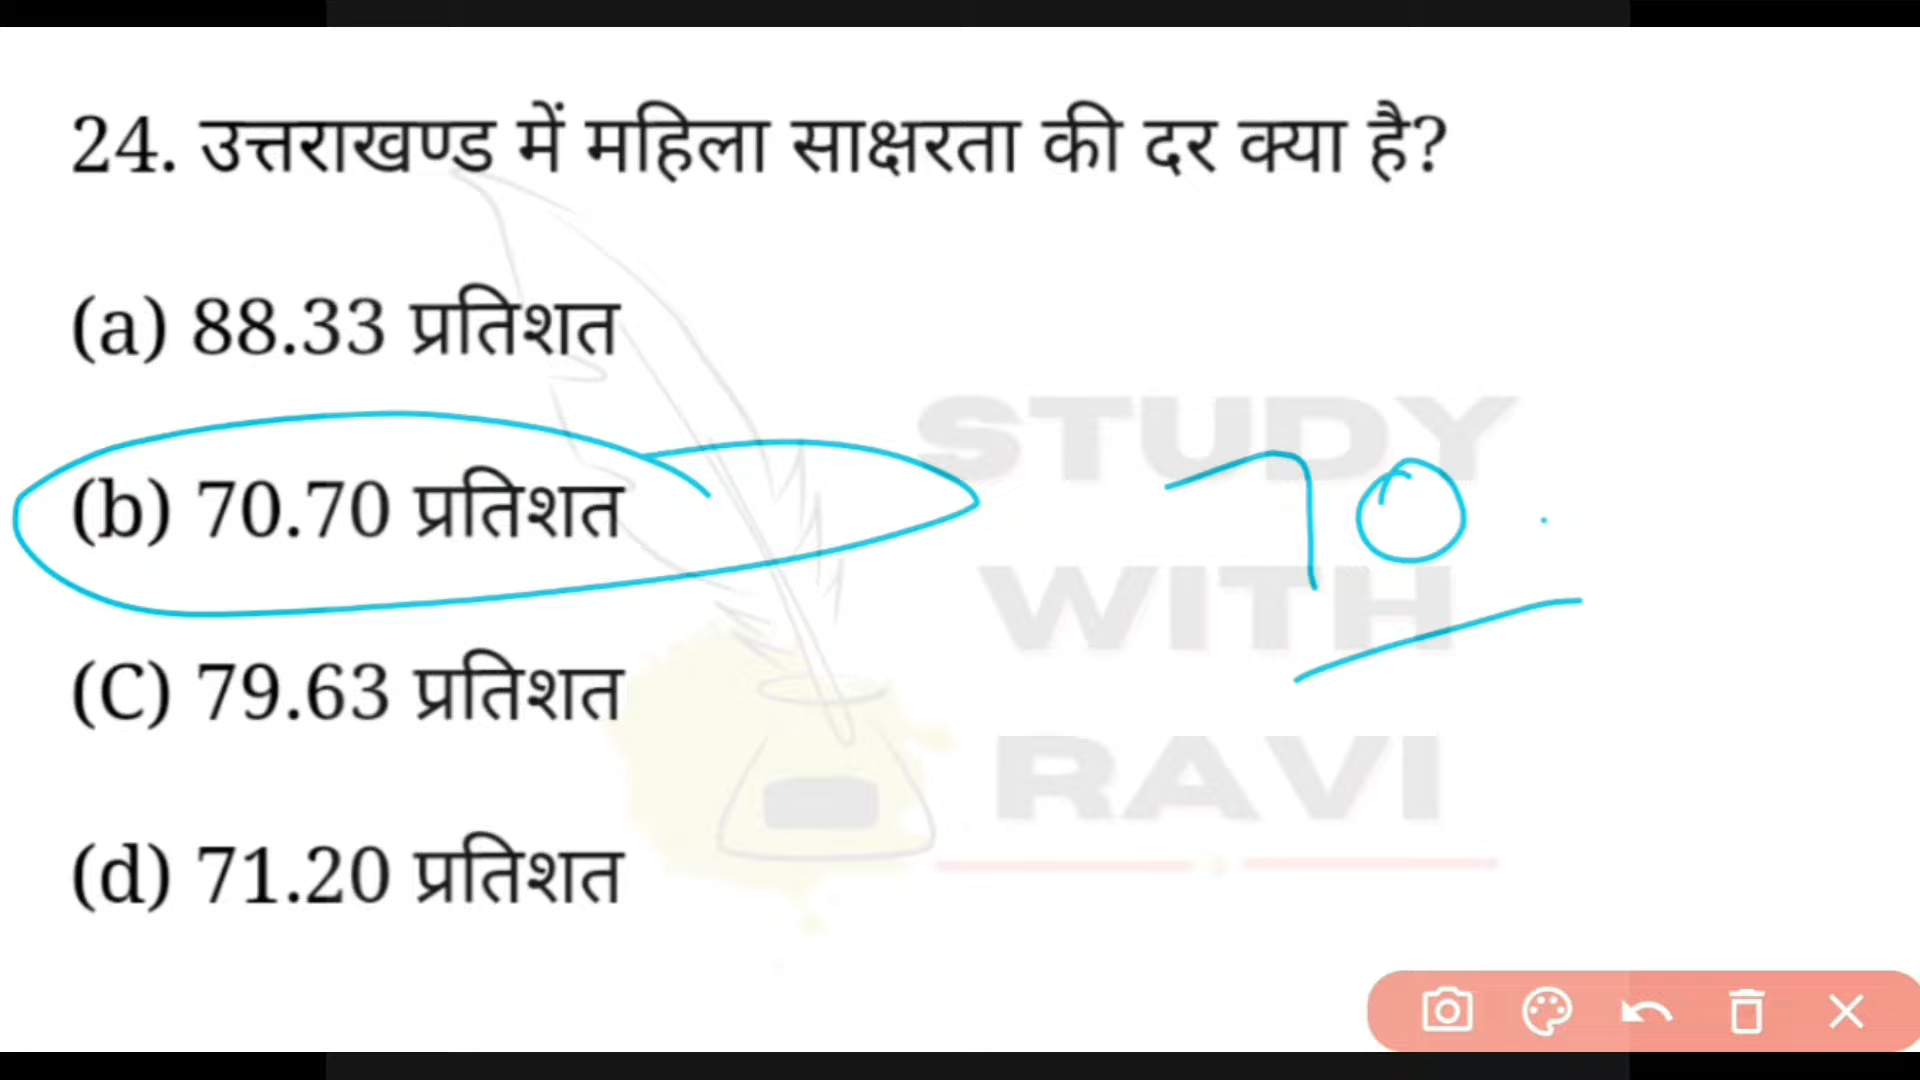 24. उत्तराखण्ड में महिला साक्षरता की दर क्या है?
(a) 88.33 प्रतिशत
(b) 70.70 प्रतिशत
(C) 79.63 प्रतिशत
(d) 71.20 प्रतिशत
STUDY
70.
WITH
RAVI